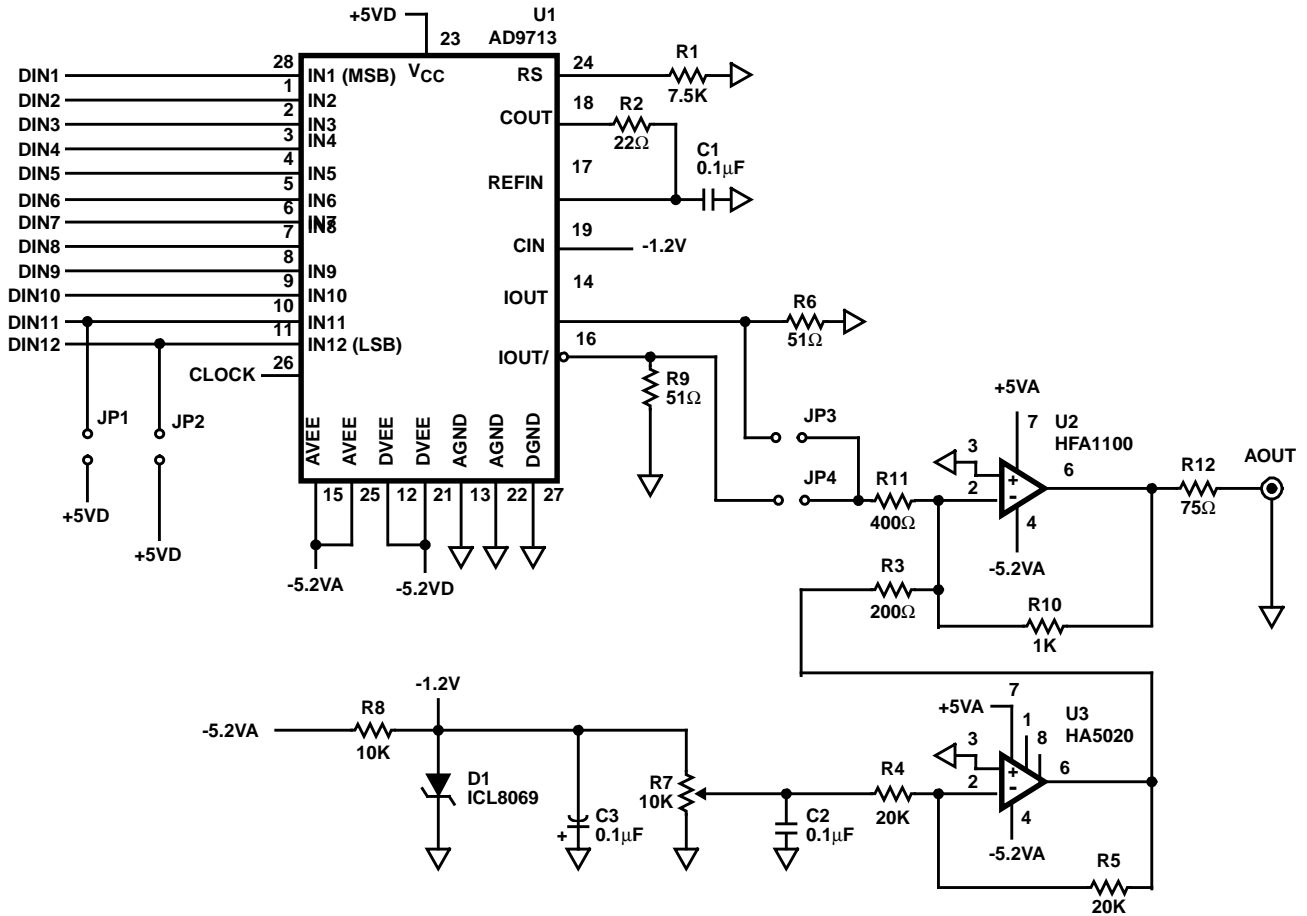 +5VD
23
U1
AD9713
DIN1
28
IN1 (MSB)
VCC
RS
24
R1
7.5K
DIN2
1
IN2
DIN3
2
IN3
COUT
18
R2
22Ω
DIN4
3
IN4
DIN5
4
IN5
17
C1
0.1µF
DIN6
5
IN6
REFIN
DIN7
6
IN7
IN8
DIN8
7
CIN
19
-1.2V
DIN9
8
IN9
DIN10
9
IN10
IOUT
14
DIN11
10
IN11
R6
51Ω
DIN12
11
IN12 (LSB)
IOUT/
16
CLOCK
26
R9
51Ω
JP1
JP2
+5VD
+5VD
AVEE
AVEE
DVEE
DVEE
AGND
AGND
DGND
15
25
12
21
13
22
27
-5.2VA
-5.2VD
JP3
JP4
R11
400Ω
+5VA
7
U2
HFA1100
3
+
2
-
6
4
-5.2VA
R12
75Ω
AOUT
R3
200Ω
R10
1K
-5.2VA
R8
10K
-1.2V
D1
ICL8069
C3
0.1µF
+
R7
10K
C2
0.1µF
R4
20K
+5VA
7
1
8
U3
HA5020
3
+
2
-
6
4
-5.2VA
R5
20K